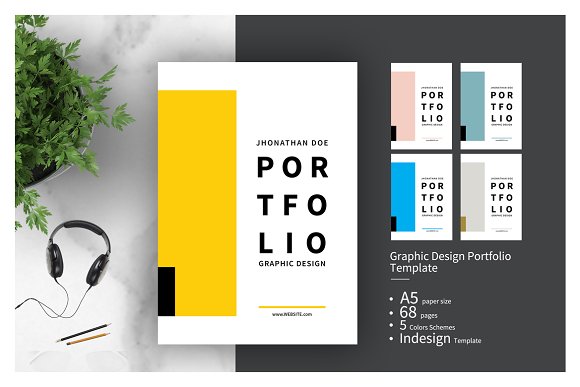 JHONATHAN DOE
POR
TFO
LIO
GRAPHIC DESIGN
www.WEBSITE.com
JHONATHAN DOE
POR
TFO
LIO
GRAPHIC DESIGN
JHONATHAN DOE
POR
TFO
LIO
GRAPHIC DESIGN
JHONATHAN DOE
POR
TFO
LIO
GRAPHIC DESIGN
JHONATHAN DOE
POR
TFO
LIO
GRAPHIC DESIGN
Graphic Design Portfolio
Template
• A5 paper size
• 68 pages
• 5 Colors Schemes
• Indesign Template